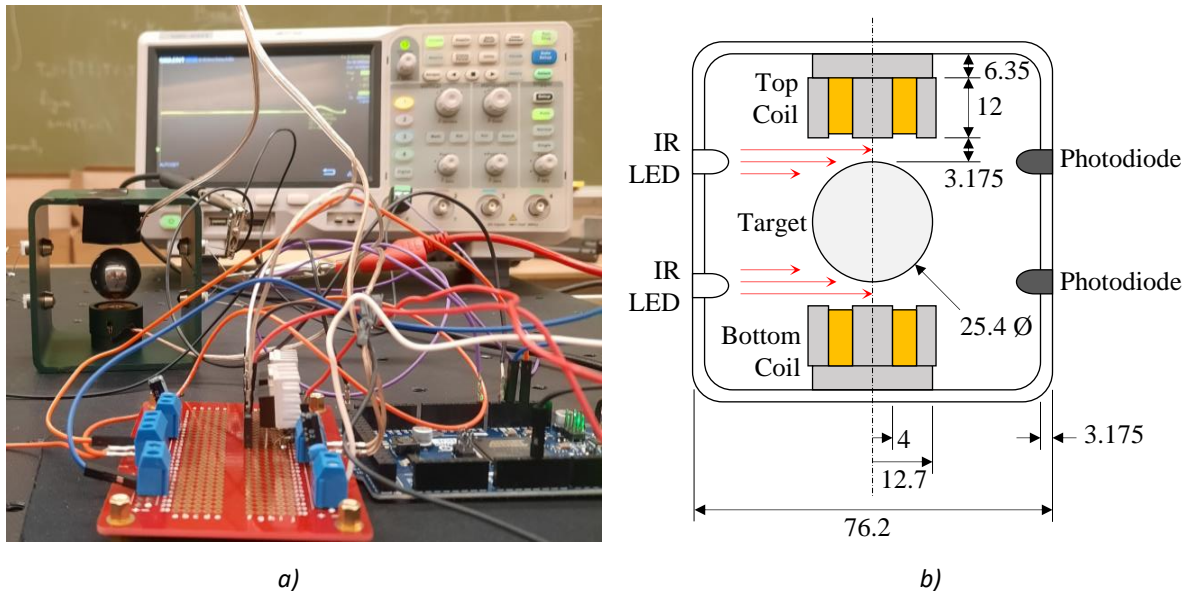 Top
Coil
6.35
12
IR
LED
Photodiode
3.175
Target
IR
LED
Photodiode
25.4 Ø
Bottom
Coil
4
3.175
12.7
76.2
a)
b)